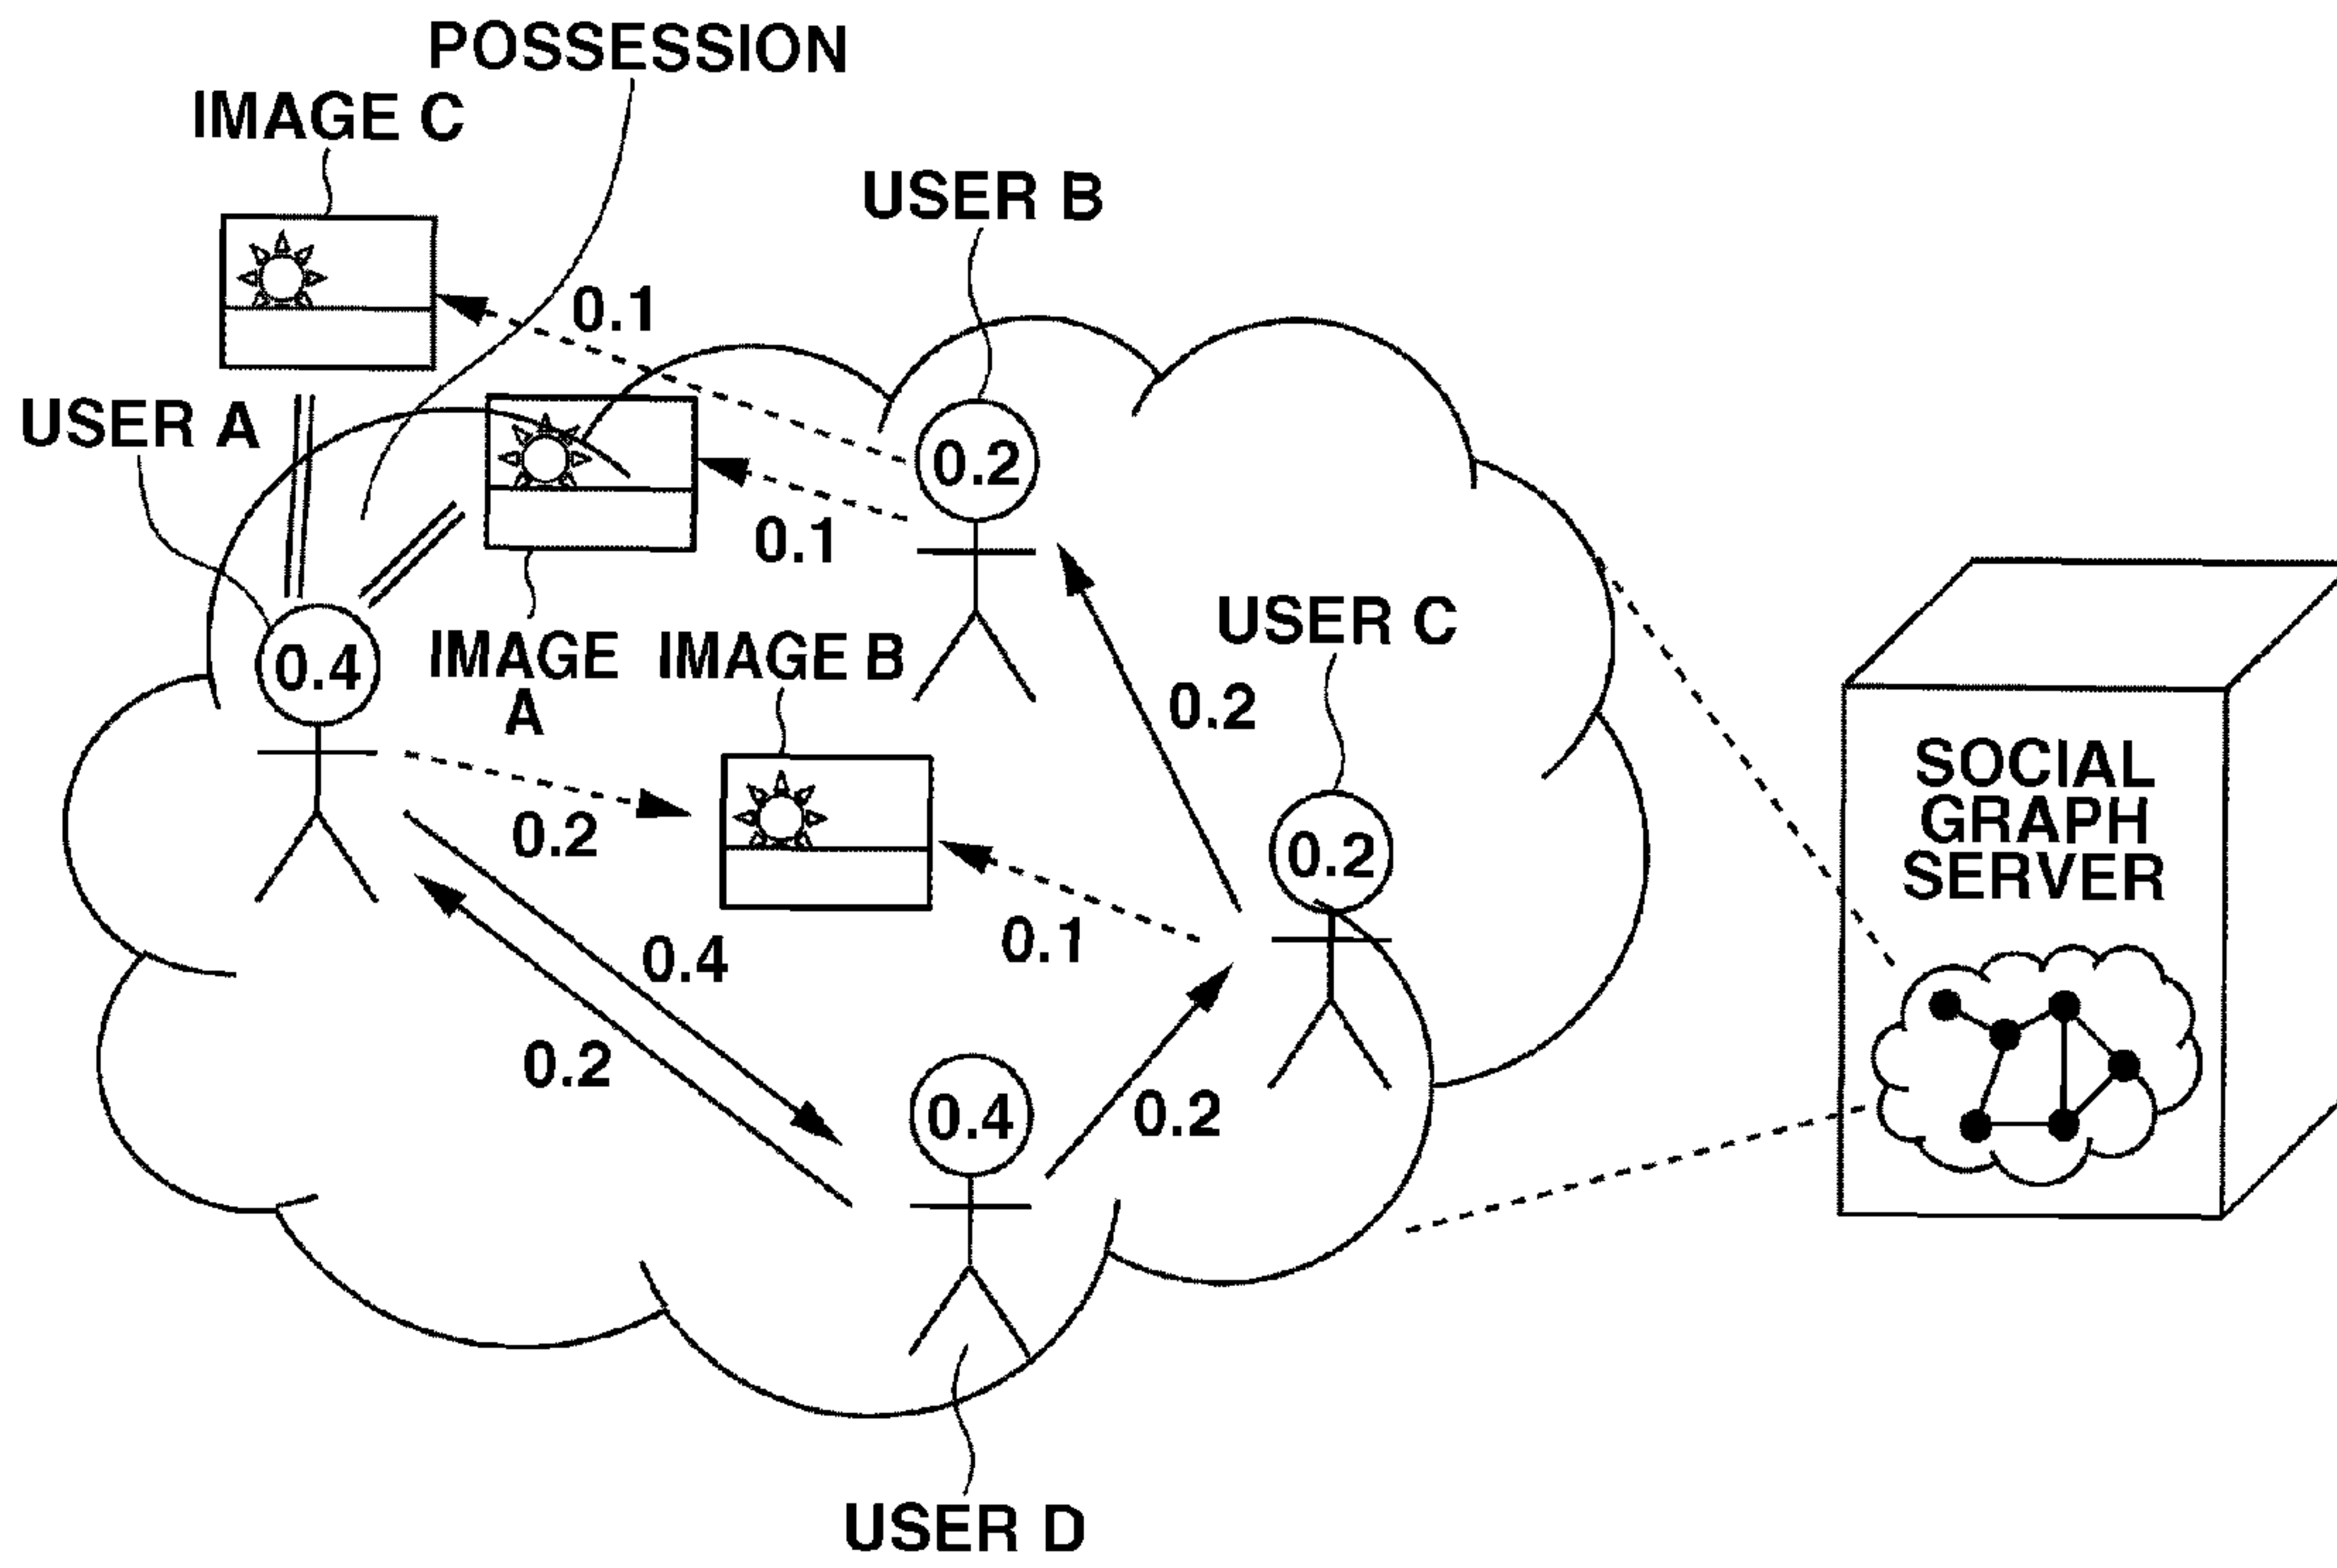 POSSESSION
IMAGE C
USER B
0.1
USER A
0.2
0.1
USER C
0.4
IMAGE
A
IMAGE B
0.2
0.2
0.2
0.1
0.4
0.2
0.4
0.2
USER D
SOCIAL
GRAPH
SERVER